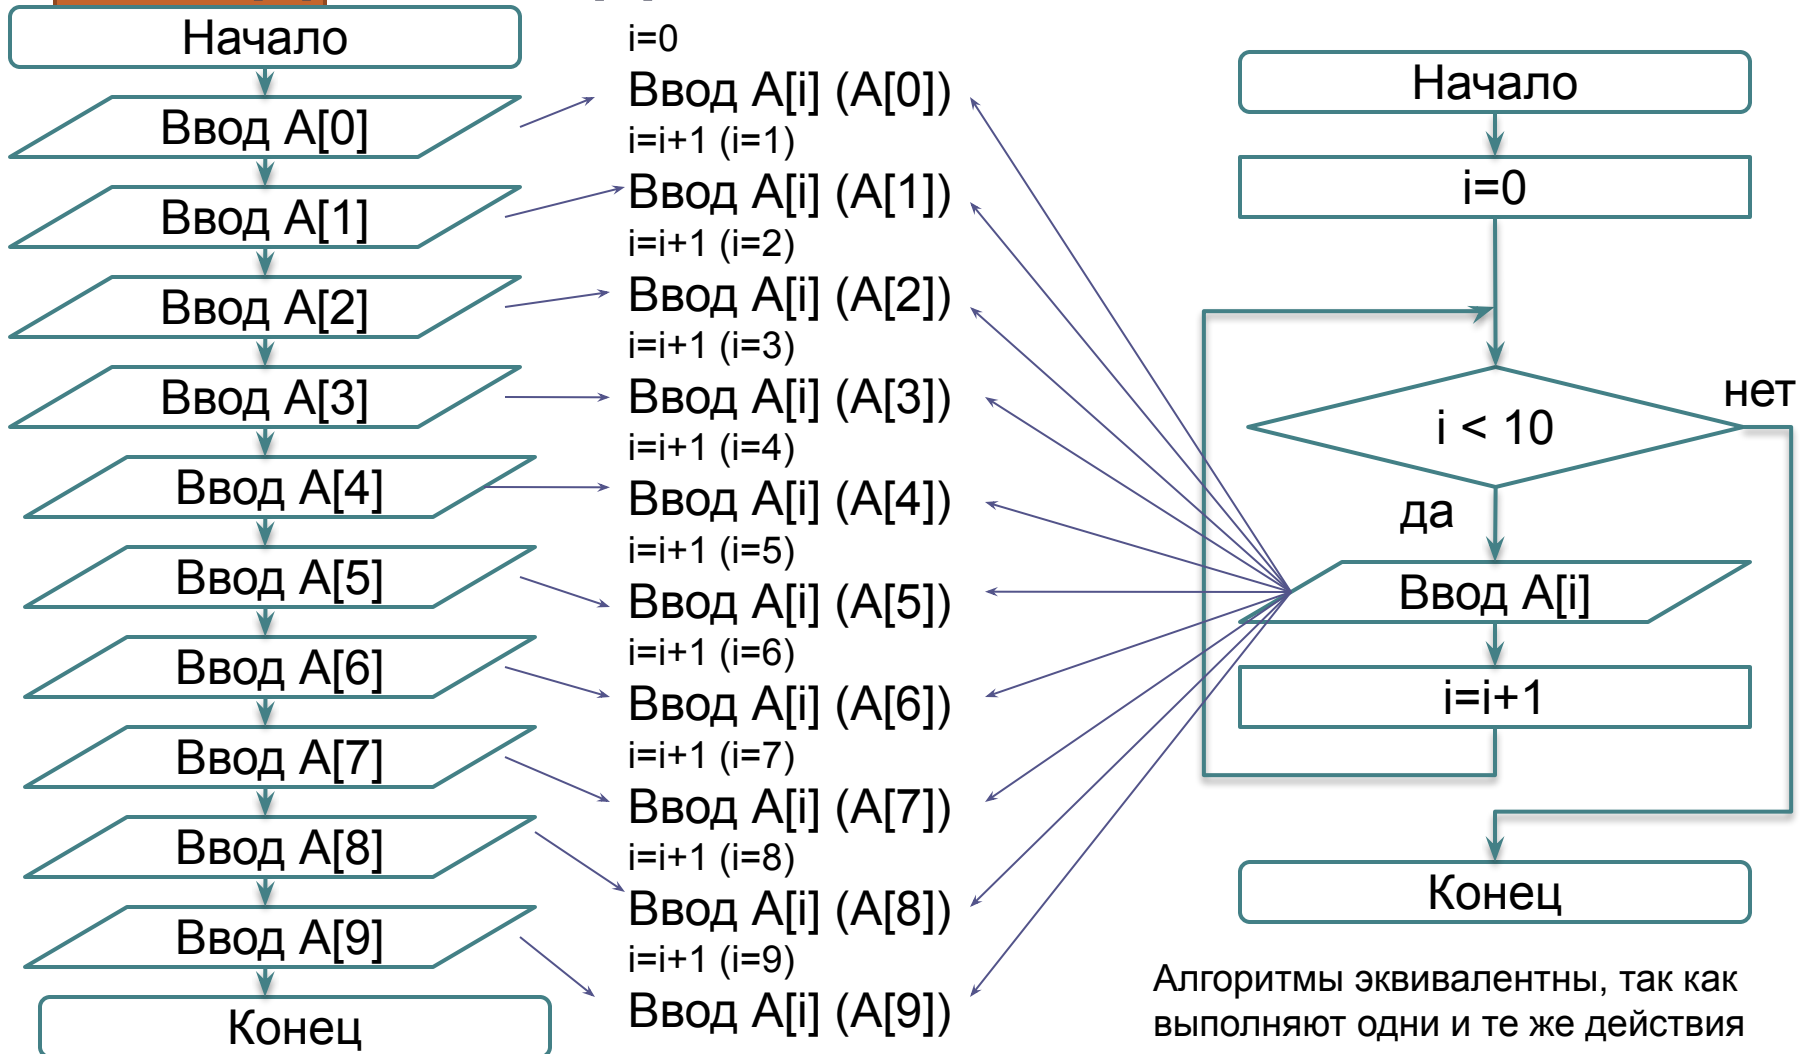 Начало
Ввод A[0]
Ввод A[1]
Ввод A[2]
Ввод A[3]
Ввод A[4]
Ввод A[5]
Ввод A[6]
Ввод A[7]
Ввод A[8]
Ввод A[9]
Конец
i=0
Ввод A[i] (A[0])
i=i+1 (i=1)
Ввод A[i] (A[1])
i=i+1 (i=2)
Ввод A[i] (A[2])
i=i+1 (i=3)
Ввод A[i] (A[3])
i=i+1 (i=4)
Ввод A[i] (A[4])
i=i+1 (i=5)
Ввод A[i] (A[5])
i=i+1 (i=6)
Ввод A[i] (A[6])
i=i+1 (i=7)
Ввод A[i] (A[7])
i=i+1 (i=8)
Ввод A[i] (A[8])
i=i+1 (i=9)
Ввод A[i] (A[9])
Начало
i=0
i < 10
нет
да
Ввод A[i]
i=i+1
Конец
Алгоритмы эквивалентны, так как
выполняют одни и те же действия